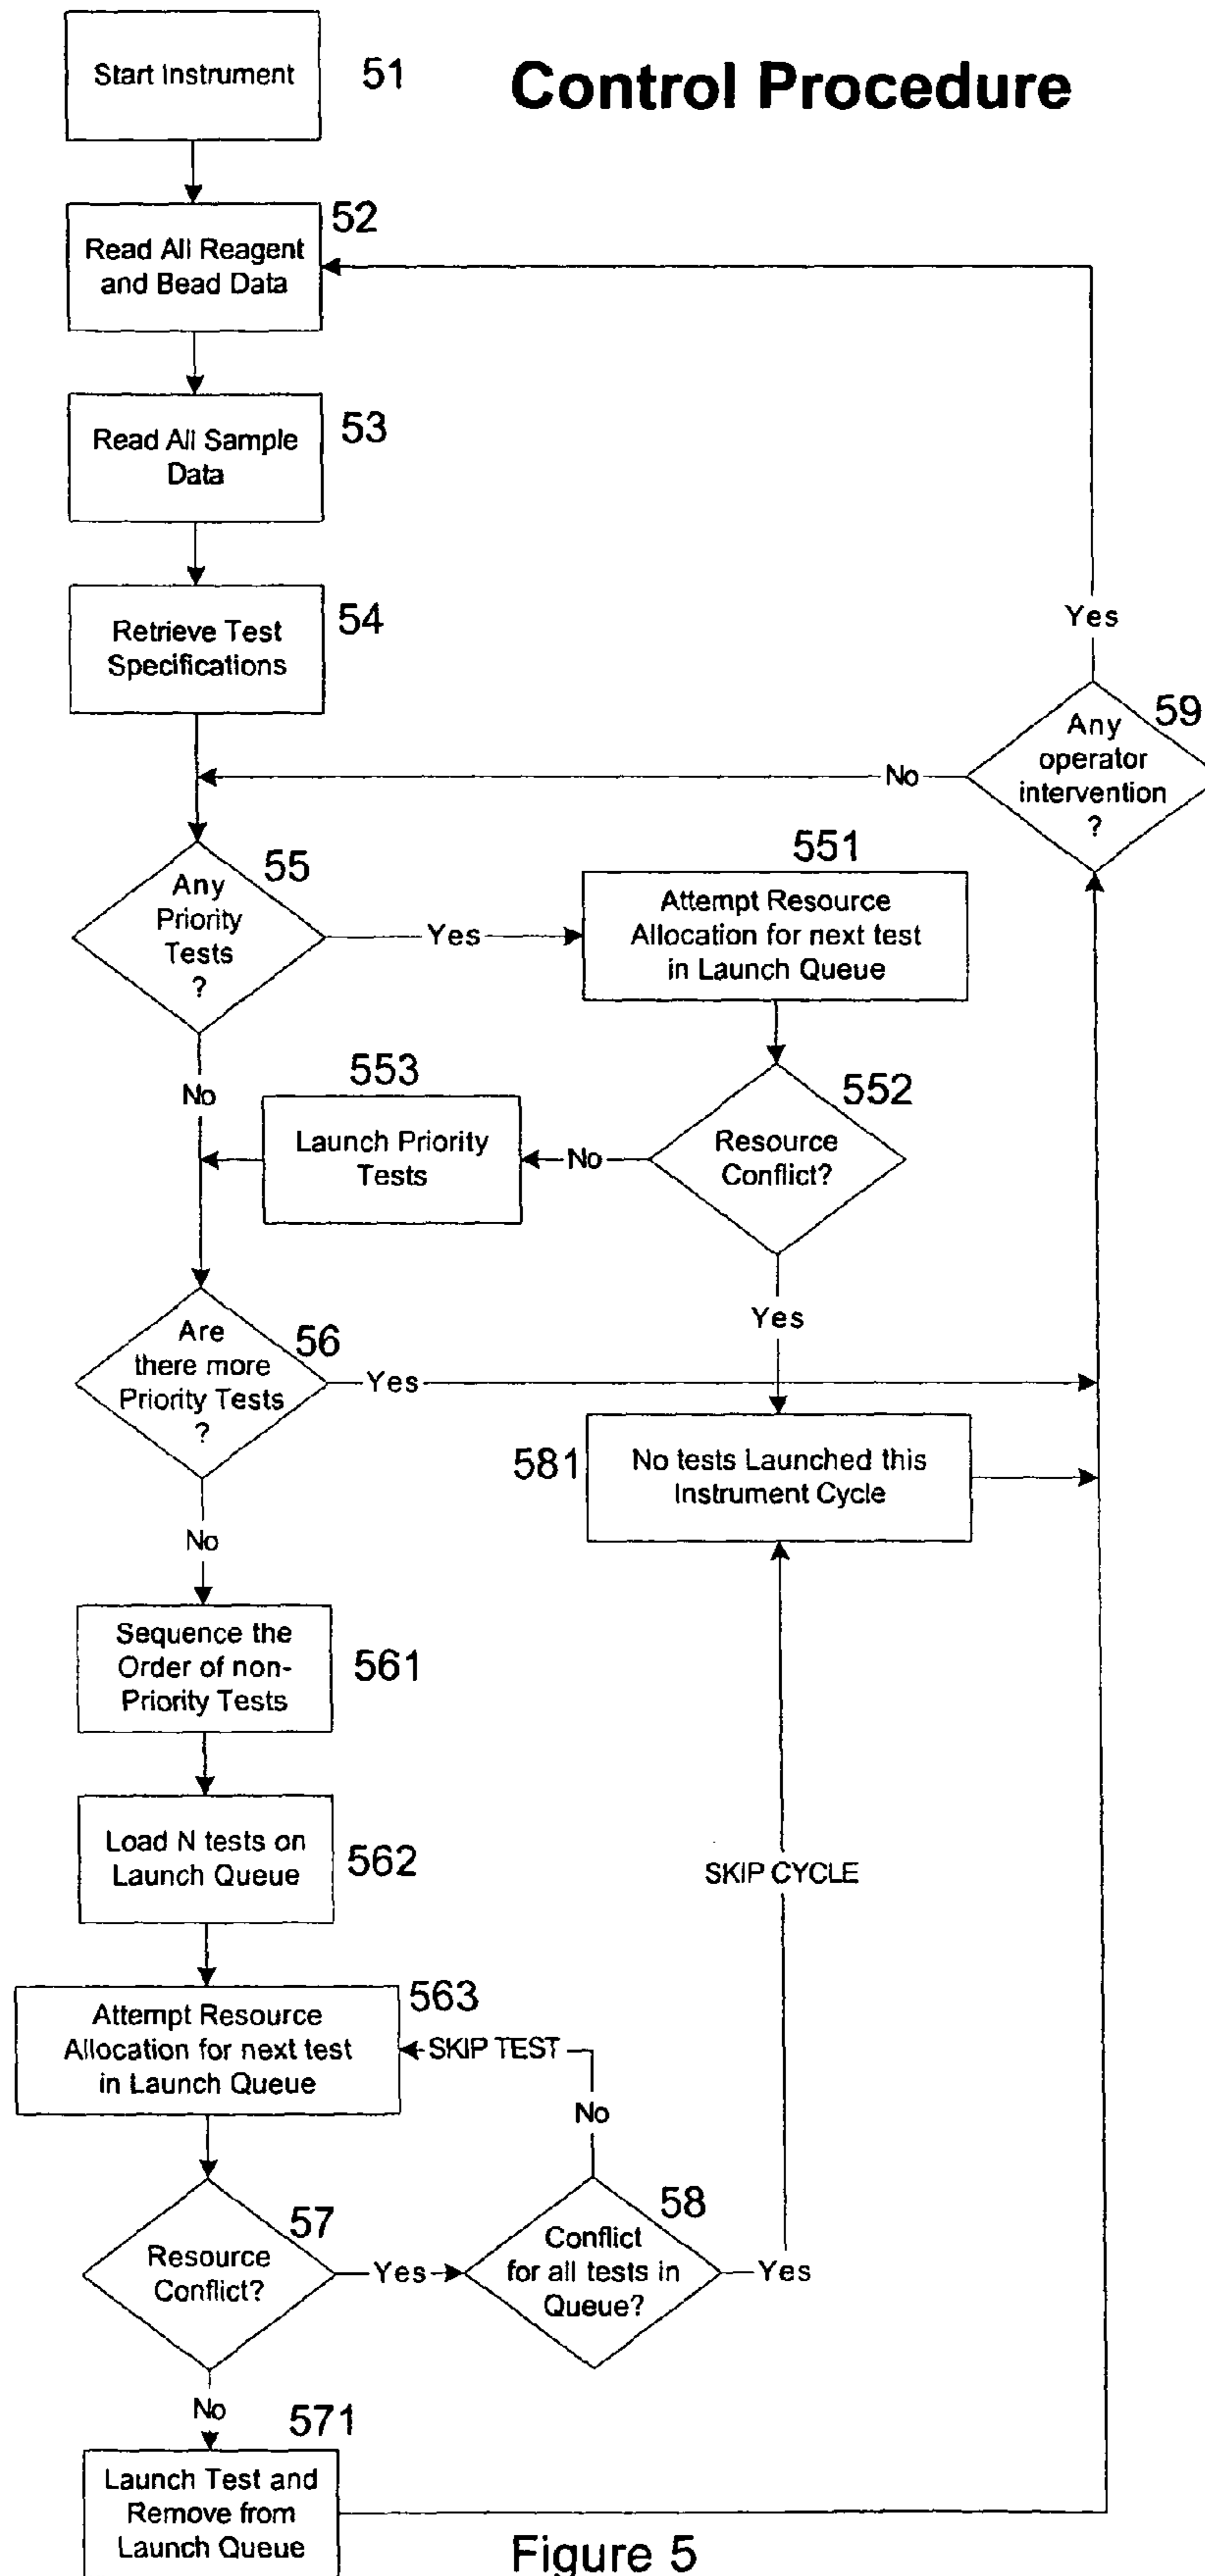 Control Procedure
Start Instrument
51
52
Read All Reagent
and Bead Data
53
Read All Sample
Data
54
Retrieve Test
Specifications
Yes
59
Any
operator
intervention
?
No
55
Any
Priority
Tests
?
Yes
551
Attempt Resource
Allocation for next test
in Launch Queue
No
553
Launch Priority
Tests
No
552
Resource
Conflict?
Yes
56
Are
there more
Priority Tests
?
Yes
581
No tests Launched this
Instrument Cycle
No
Sequence the
Order of non-
Priority Tests
561
Load N tests on
Launch Queue
562
SKIP CYCLE
563
Attempt Resource
Allocation for next test
in Launch Queue
SKIP TEST
No
57
Resource
Conflict?
Yes
58
Conflict
for all tests in
Queue?
Yes
No
571
Launch Test and
Remove from
Launch Queue
Figure 5